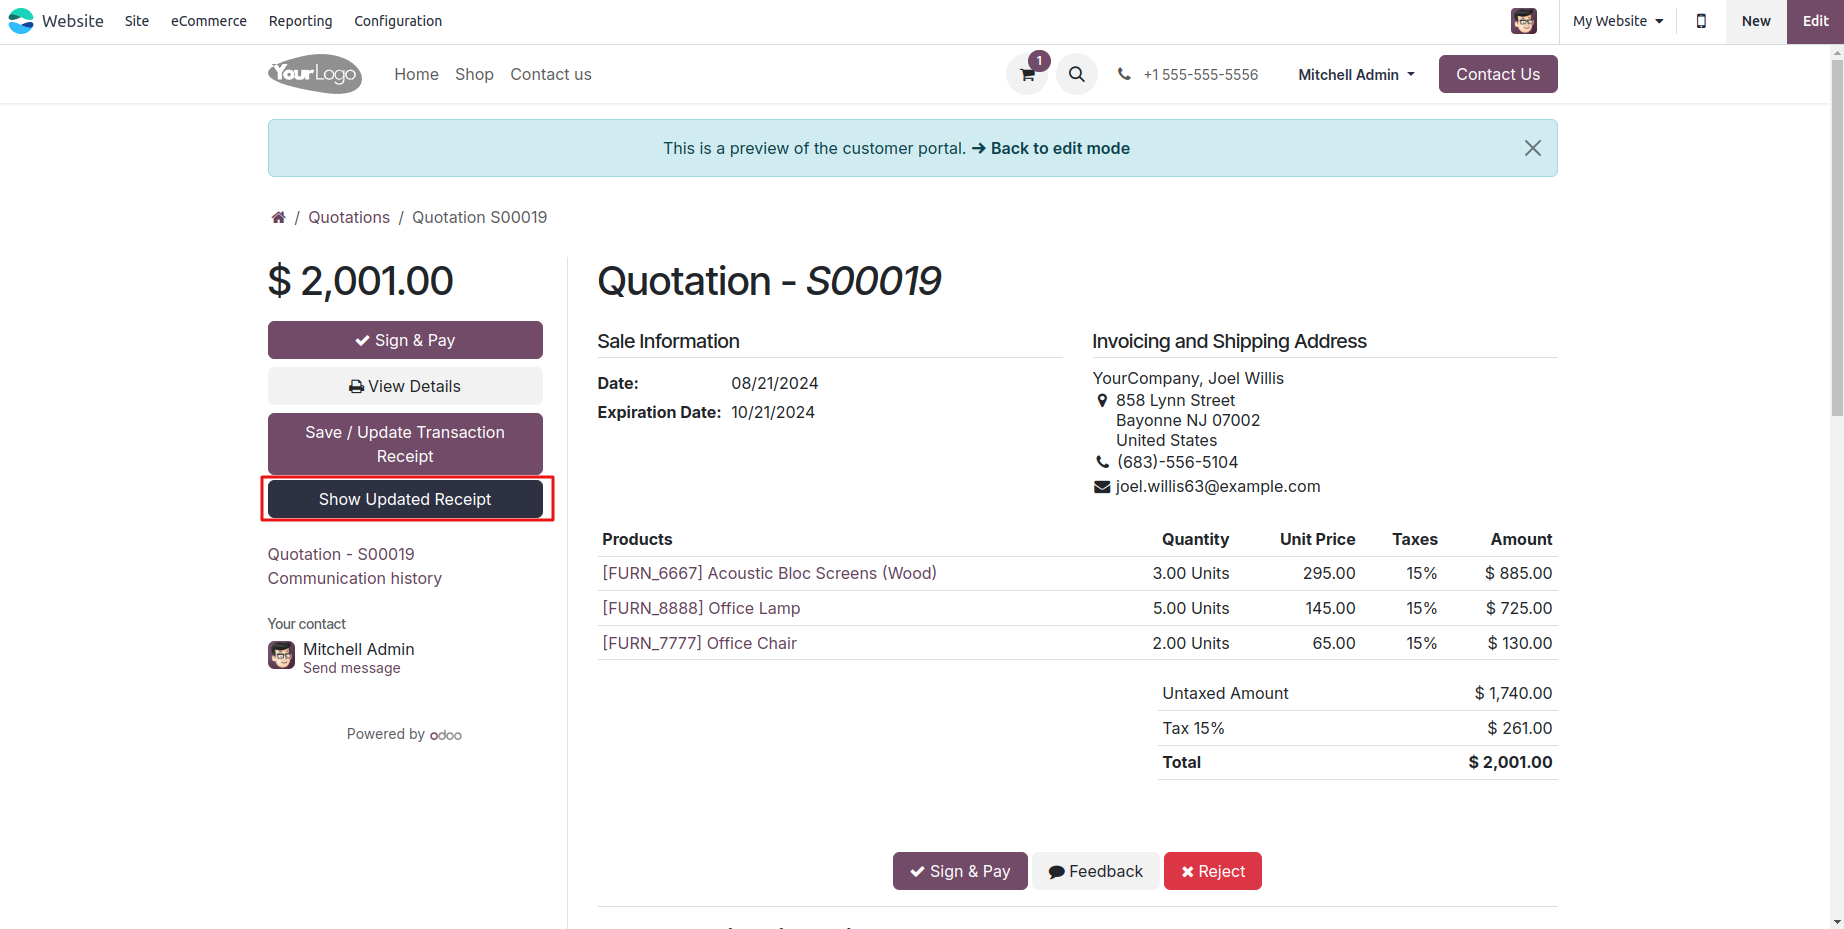 Website Site eCommerce Reporting Configuration My Website New Edit
YourLogo Home Shop Contact us 1 +1 555-555-5556 Mitchell Admin Contact Us
This is a preview of the customer portal. Back to edit mode
/ Quotations / Quotation S00019
$ 2,001.00
Sign & Pay
View Details
Save / Update Transaction
Receipt
Show Updated Receipt
Quotation - S00019
Communication history
Your contact
Mitchell Admin
Send message
Powered by odoo
Quotation - S00019
Sale Information
Date: 08/21/2024
Expiration Date: 10/21/2024
Invoicing and Shipping Address
YourCompany, Joel Willis
858 Lynn Street
Bayonne NJ 07002
United States
(683)-556-5104
joel.willis63@example.com
Products Quantity Unit Price Taxes Amount
[FURN_6667] Acoustic Bloc Screens (Wood) 3.00 Units 295.00 15% $ 885.00
[FURN_8888] Office Lamp 5.00 Units 145.00 15% $ 725.00
[FURN_7777] Office Chair 2.00 Units 65.00 15% $ 130.00
Untaxed Amount $ 1,740.00
Tax 15% $ 261.00
Total $ 2,001.00
Sign & Pay Feedback Reject